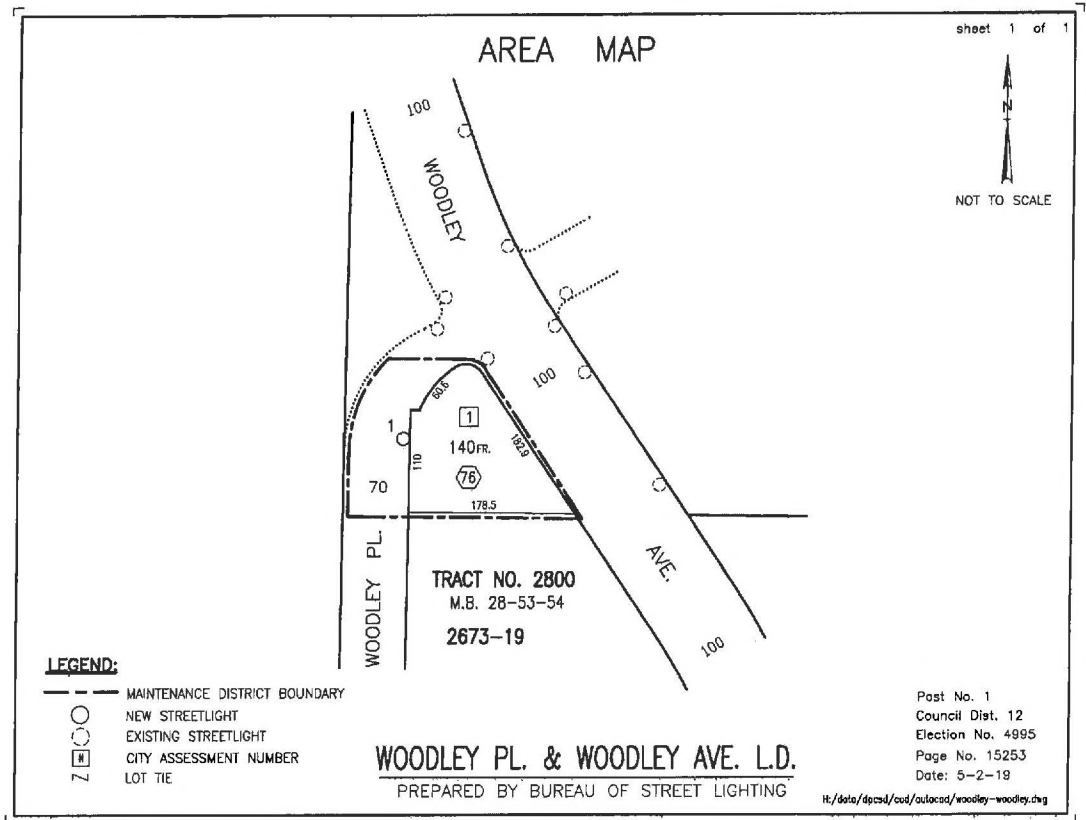 sheet 1 of 1
AREA MAP
N
NOT TO SCALE
100
WOODLEY
100
60.6
1
1
140FR.
182.9
110
76
70
178.5
WOODLEY PL.
AVE.
100
TRACT NO. 2800
M.B. 28-53-54
2673-19
LEGEND:
MAINTENANCE DISTRICT BOUNDARY
NEW STREETLIGHT
EXISTING STREETLIGHT
# CITY ASSESSMENT NUMBER
LOT TIE
WOODLEY PL. & WOODLEY AVE. L.D.
PREPARED BY BUREAU OF STREET LIGHTING
Post No. 1
Council Dist. 12
Election No. 4995
Page No. 15253
Date: 5-2-19
H:/data/dpcsd/cad/autocad/woodley-woodley.dwg